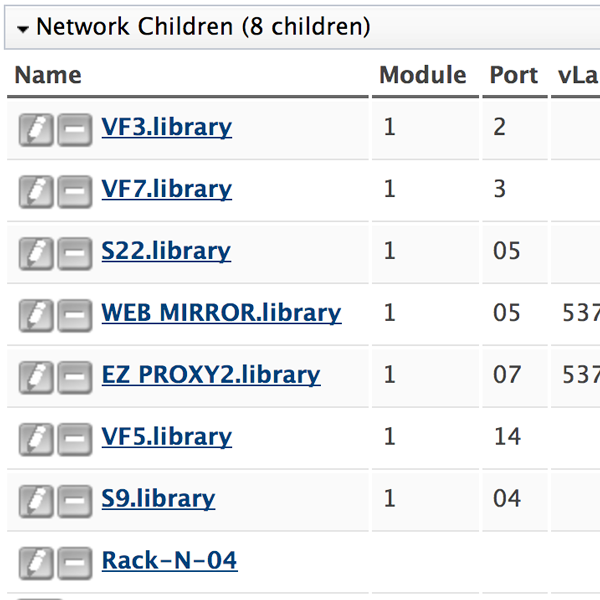 Network Children (8 children)
Name Module Port vLa
VF3.library 1 2
VF7.library 1 3
S22.library 1 05
WEB MIRROR.library 1 05 537
EZ PROXY2.library 1 07 537
VF5.library 1 14
S9.library 1 04
Rack-N-04